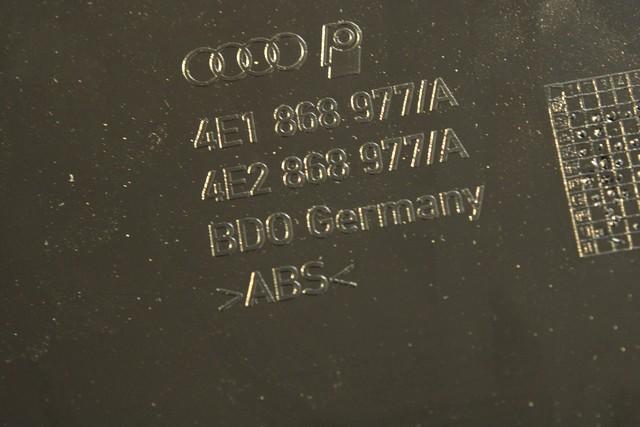 P
4E1 868 977/A
4E2 868 977/A
BDO Germany
>ABS<